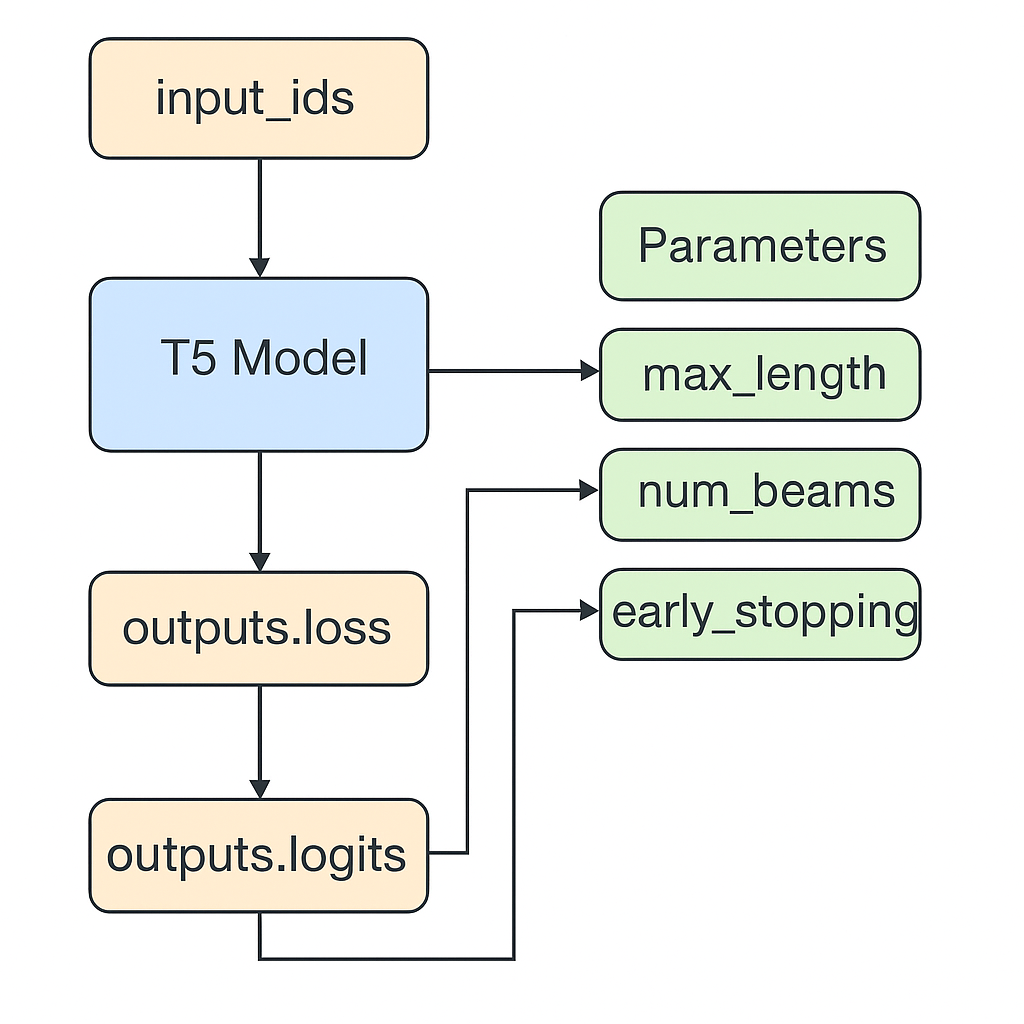 input_ids
T5 Model
outputs.loss
outputs.logits
Parameters
max_length
num_beams
early_stopping